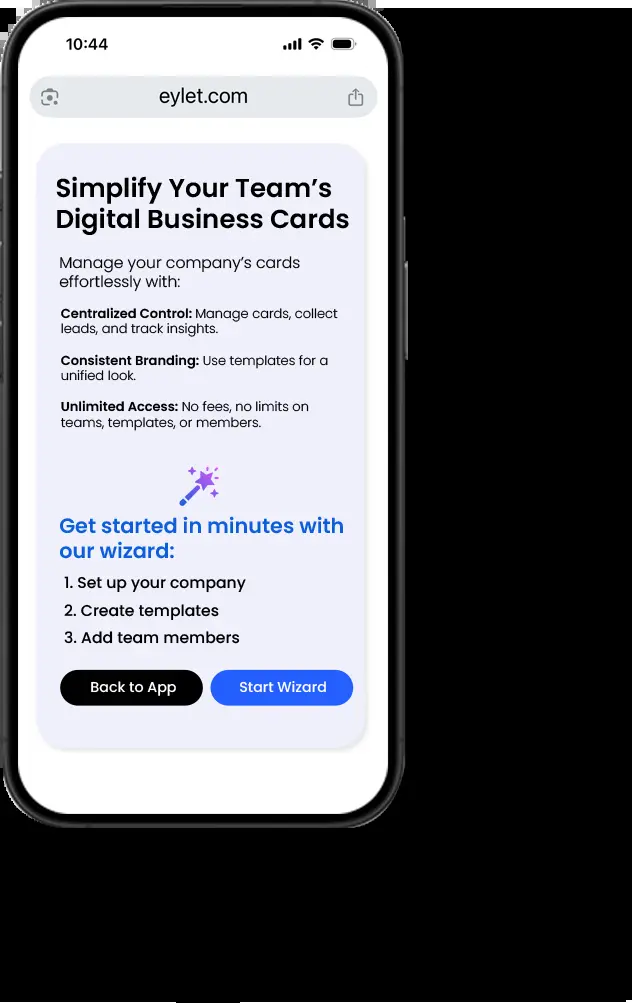 10:44
eylet.com
Simplify Your Team’s
Digital Business Cards
Manage your company’s cards
effortlessly with:
Centralized Control: Manage cards, collect
leads, and track insights.
Consistent Branding: Use templates for a
unified look.
Unlimited Access: No fees, no limits on
teams, templates, or members.
Get started in minutes with
our wizard:
1. Set up your company
2. Create templates
3. Add team members
Back to App
Start Wizard